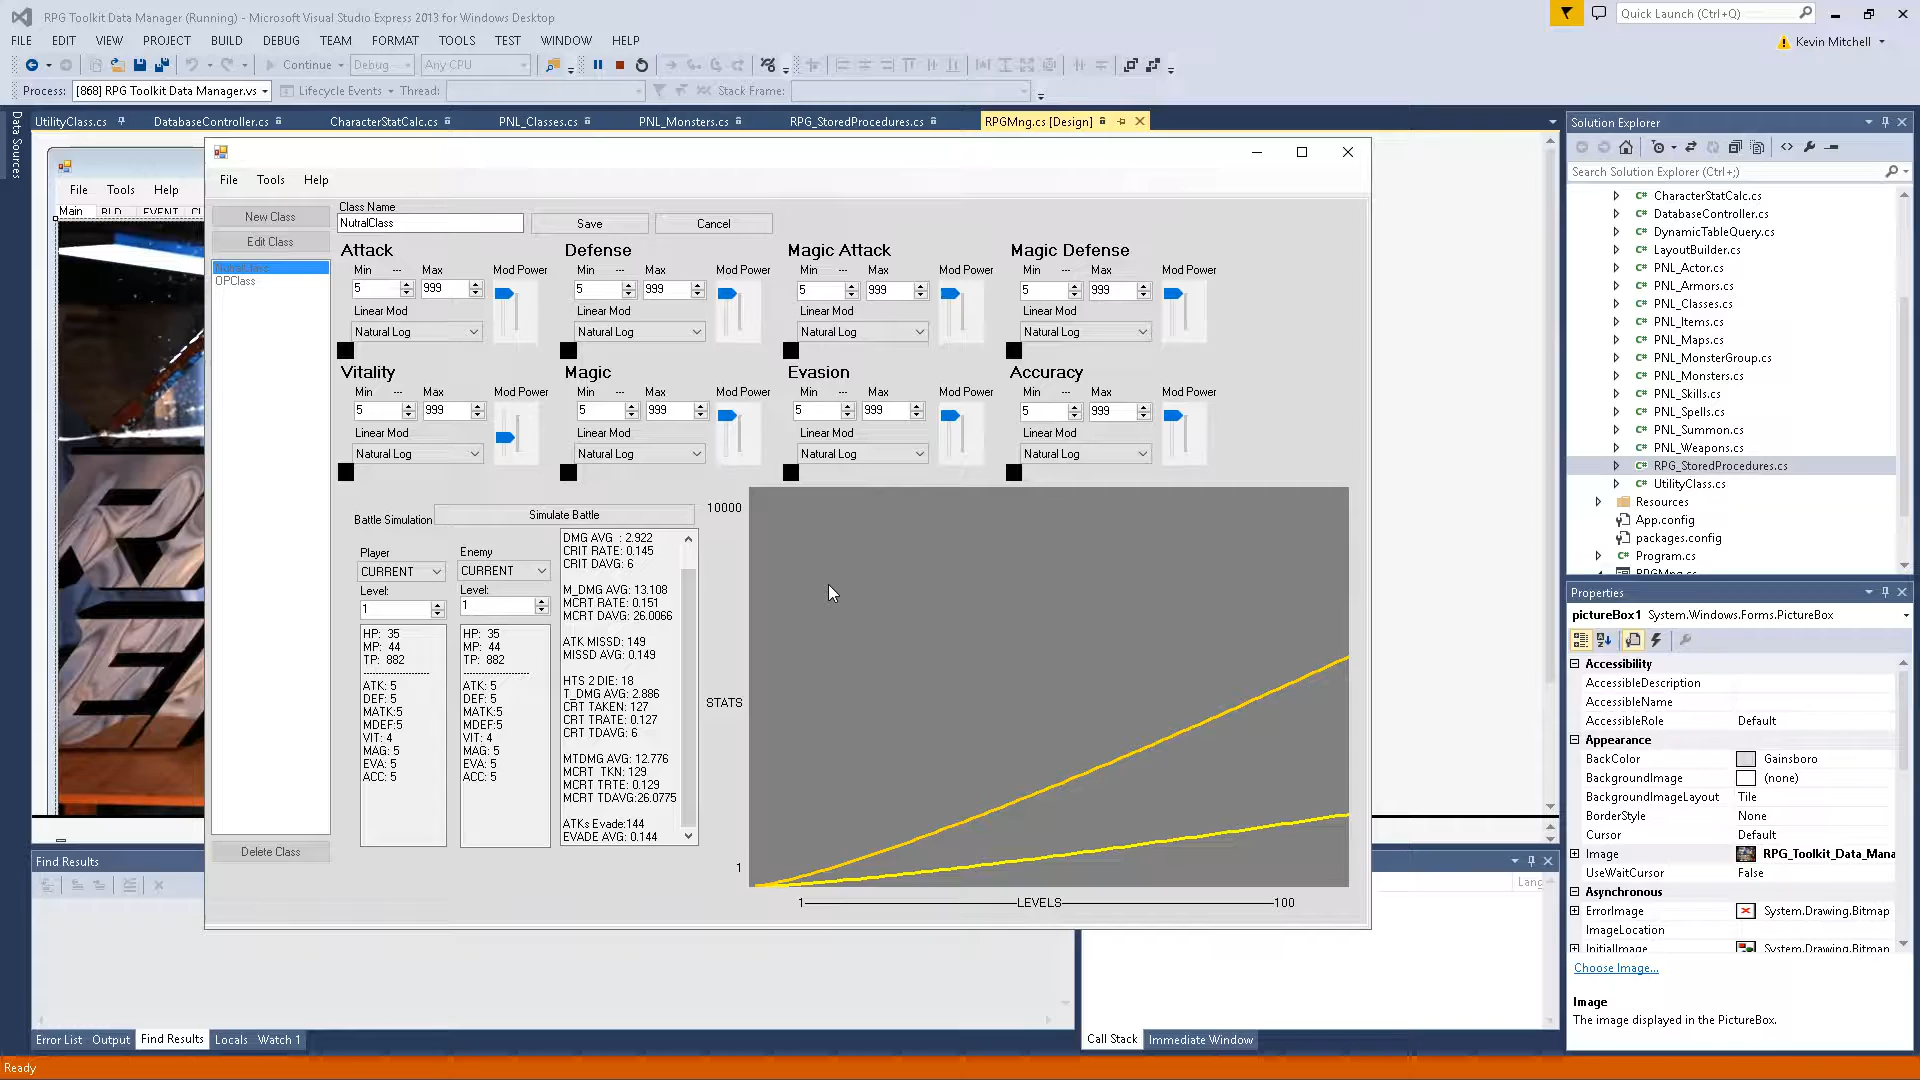 RPG Toolkit Data Manager (Running) - Microsoft Visual Studio Express 2013 for Windows Desktop
Quick Launch (Ctrl+Q)
FILE EDIT VIEW PROJECT BUILD DEBUG TEAM FORMAT TOOLS TEST WINDOW HELP
Kevin Mitchell
Continue Debug Any CPU
Process: [868] RPG Toolkit Data Manager.vs Lifecycle Events Thread: Stack Frame:
Data Sources
UtilityClass.cs DatabaseController.cs CharacterStatCalc.cs PNL_Classes.cs PNL_Monsters.cs RPG_StoredProcedures.cs RPGMng.cs [Design]
File Tools Help
Main BLD EVENT
File Tools Help
New Class
Edit Class
OPClass
Delete Class
Class Name
NutralClass
Save
Cancel
Attack
Min --- Max Mod Power
5 999
Linear Mod
Natural Log
Defense
Min --- Max Mod Power
5 999
Linear Mod
Natural Log
Magic Attack
Min --- Max Mod Power
5 999
Linear Mod
Natural Log
Magic Defense
Min --- Max Mod Power
5 999
Linear Mod
Natural Log
Vitality
Min --- Max Mod Power
5 999
Linear Mod
Natural Log
Magic
Min --- Max Mod Power
5 999
Linear Mod
Natural Log
Evasion
Min --- Max Mod Power
5 999
Linear Mod
Natural Log
Accuracy
Min --- Max Mod Power
5 999
Linear Mod
Natural Log
Battle Simulation
Simulate Battle
Player
CURRENT
Level:
1
HP: 35
MP: 44
TP: 882
--------------------
ATK: 5
DEF: 5
MATK:5
MDEF:5
VIT: 4
MAG: 5
EVA: 5
ACC: 5
Enemy
CURRENT
Level:
1
HP: 35
MP: 44
TP: 882
--------------------
ATK: 5
DEF: 5
MATK:5
MDEF:5
VIT: 4
MAG: 5
EVA: 5
ACC: 5
DMG AVG : 2.922
CRIT RATE: 0.145
CRIT DAVG: 6
M_DMG AVG: 13.108
MCRT RATE: 0.151
MCRT DAVG: 26.0066
ATK MISSD: 149
MISSD AVG: 0.149
HTS 2 DIE: 18
T_DMG AVG: 2.886
CRT TAKEN: 127
CRT TRATE: 0.127
CRT TDAVG: 6
MTDMG AVG: 12.776
MCRT TKN: 129
MCRT TRTE: 0.129
MCRT TDAVG:26.0775
ATKs Evade:144
EVADE AVG: 0.144
10000
STATS
1
1 LEVELS 100
Find Results
Lang
Error List Output Find Results Locals Watch 1
Call Stack Immediate Window
Ready
Solution Explorer
Search Solution Explorer (Ctrl+;)
CharacterStatCalc.cs
DatabaseController.cs
DynamicTableQuery.cs
LayoutBuilder.cs
PNL_Actor.cs
PNL_Armors.cs
PNL_Classes.cs
PNL_Items.cs
PNL_Maps.cs
PNL_MonsterGroup.cs
PNL_Monsters.cs
PNL_Skills.cs
PNL_Spells.cs
PNL_Summon.cs
PNL_Weapons.cs
RPG_StoredProcedures.cs
UtilityClass.cs
Resources
App.config
packages.config
Program.cs
RPGMng.cs
Properties
pictureBox1 System.Windows.Forms.PictureBox
Accessibility
AccessibleDescription
AccessibleName
AccessibleRole Default
Appearance
BackColor Gainsboro
BackgroundImage (none)
BackgroundImageLayout Tile
BorderStyle None
Cursor Default
Image RPG_Toolkit_Data_Mana
UseWaitCursor False
Asynchronous
ErrorImage System.Drawing.Bitmap
ImageLocation
InitialImage System.Drawing.Bitmap
Choose Image...
Image
The image displayed in the PictureBox.